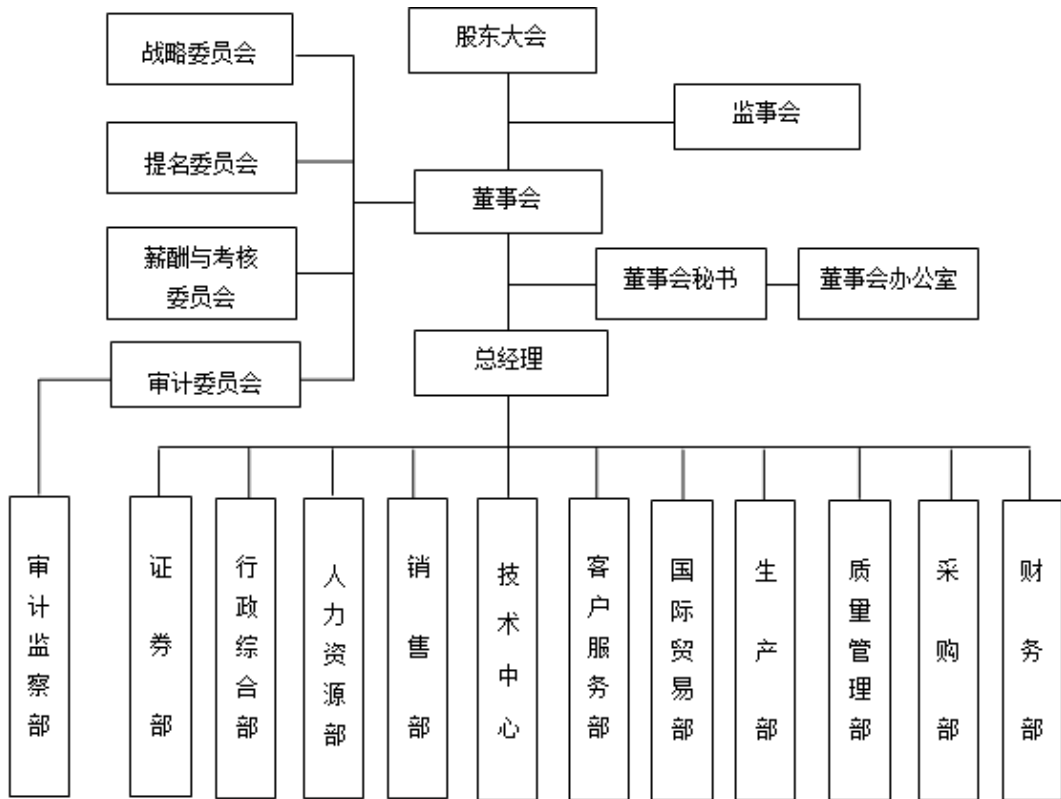 战略委员会
股东大会
监事会
提名委员会
董事会
薪酬与考核
委员会
董事会秘书
董事会办公室
总经理
审计委员会
审计监察部
证券部
行政综合部
人力资源部
销售部
技术中心
客户服务部
国际贸易部
生产部
质量管理部
采购部
财务部